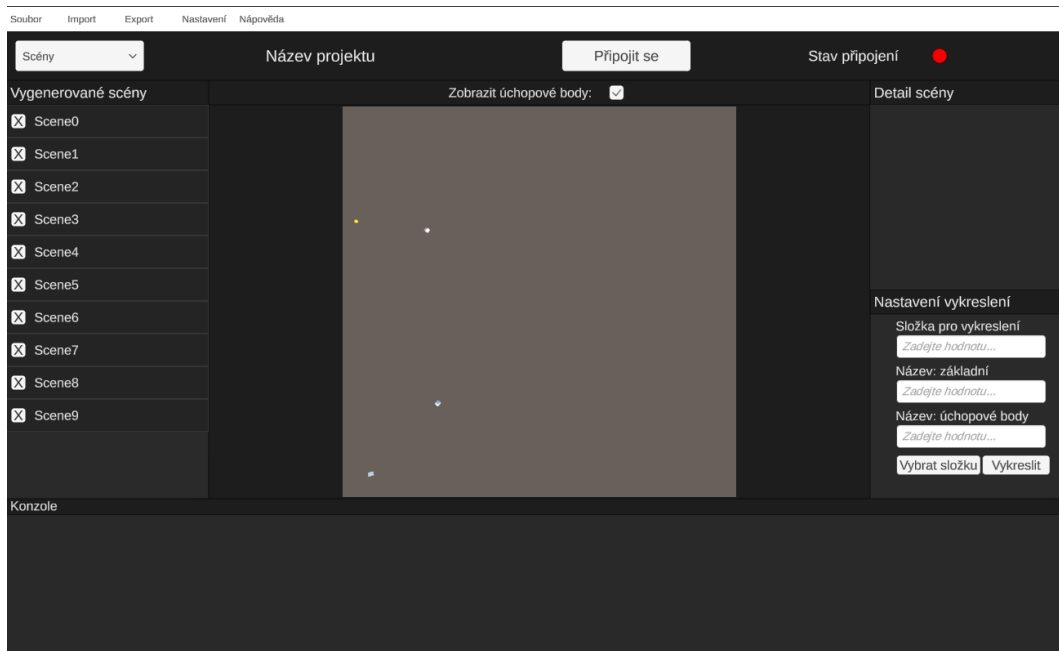 Soubor Import Export Nastavení Nápověda
Scény Název projektu Připojit se Stav připojení
Vygenerované scény
Zobrazit úchopové body:
Detail scény
X Scene0
X Scene1
X Scene2
X Scene3
X Scene4
X Scene5
X Scene6
X Scene7
X Scene8
X Scene9
Nastavení vykreslení
Složka pro vykreslení
Zadejte hodnotu...
Název: základní
Zadejte hodnotu...
Název: úchopové body
Zadejte hodnotu...
Vybrat složku Vykreslit
Konzole